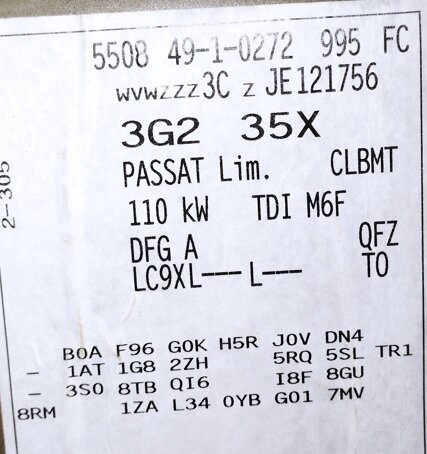 5508 49-1-0272 995 FC
WVWZZZ3C Z JE121756
3G2 35X
PASSAT Lim. CLBMT
110 kW TDI M6F
DFG A QFZ
LC9XL--- L--- TO
2-305
B0A F96 G0K H5R J0V DN4
– 1AT 1G8 2ZH 5RQ 5SL TR1
– 3S0 8TB QI6 I8F 8GU
8RM 1ZA L34 0YB G01 7MV